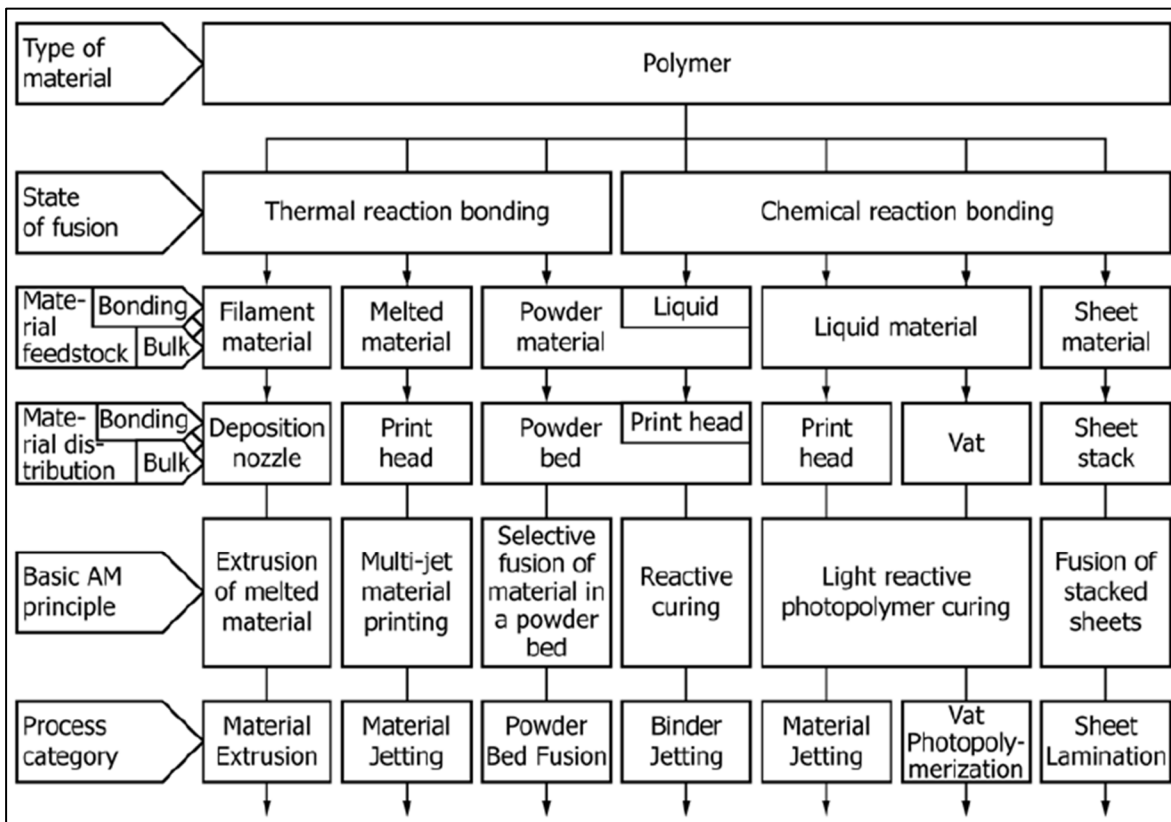 Type of
material
Polymer
State
of fusion
Thermal reaction bonding
Chemical reaction bonding
Mate-
rial
feedstock
Bonding
Bulk
Filament
material
Melted
material
Powder
material
Liquid
Liquid material
Sheet
material
Mate-
rial dis-
tribution
Bonding
Bulk
Deposition
nozzle
Print
head
Powder
bed
Print head
Print
head
Vat
Sheet
stack
Basic AM
principle
Extrusion
of melted
material
Multi-jet
material
printing
Selective
fusion of
material in
a powder
bed
Reactive
curing
Light reactive
photopolymer curing
Fusion of
stacked
sheets
Process
category
Material
Extrusion
Material
Jetting
Powder
Bed Fusion
Binder
Jetting
Material
Jetting
Vat
Photopoly-
merization
Sheet
Lamination